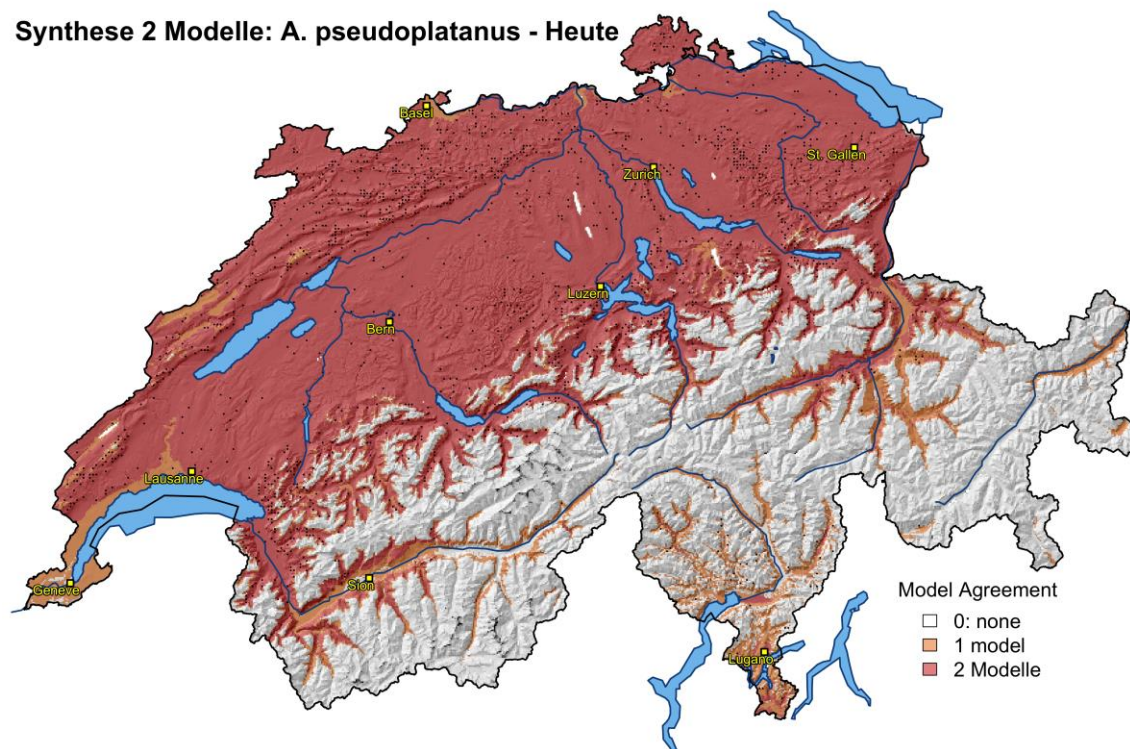 Synthese 2 Modelle: A. pseudoplatanus - Heute
Basel
St. Gallen
Zurich
Luzern
Bern
Lausanne
Geneve
Sion
Lugano
Model Agreement
0: none
1 model
2 Modelle